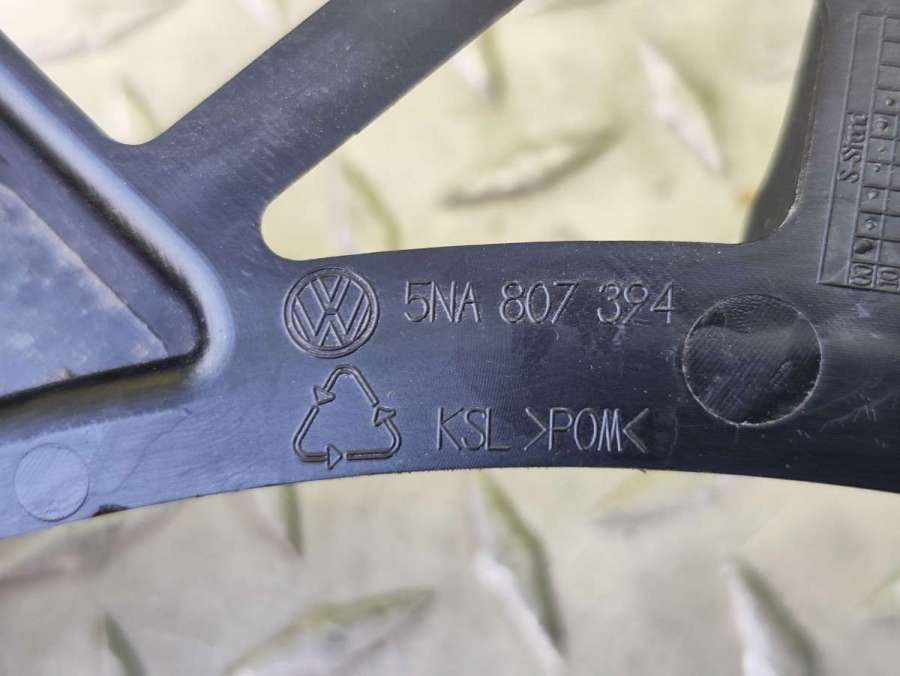 5NA 807 394
KSL >POM<
S-Stand